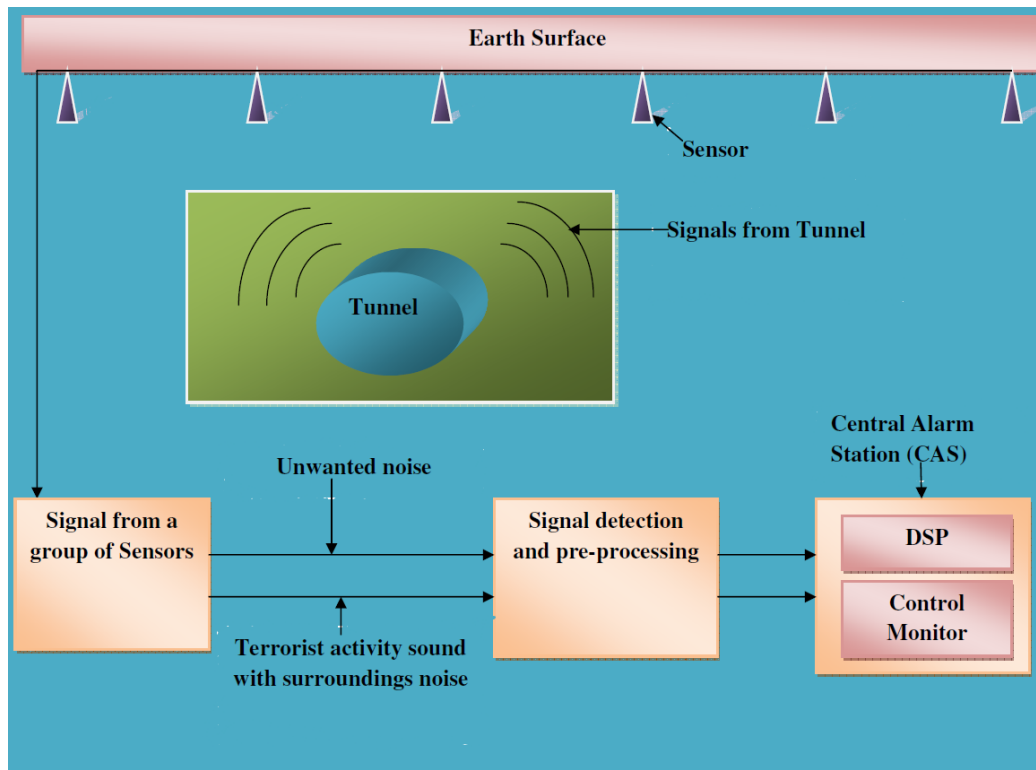 Earth Surface
Sensor
Signals from Tunnel
Tunnel
Central Alarm
Station (CAS)
Unwanted noise
Signal from a
group of Sensors
Signal detection
and pre-processing
DSP
Control
Monitor
Terrorist activity sound
with surroundings noise